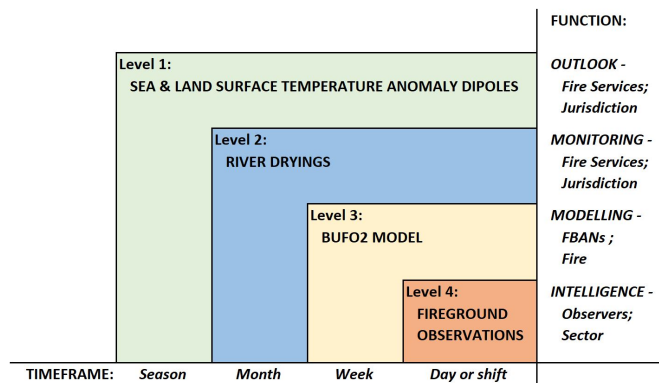 FUNCTION:
Level 1:
SEA & LAND SURFACE TEMPERATURE ANOMALY DIPOLES
OUTLOOK -
Fire Services;
Jurisdiction
Level 2:
RIVER DRYINGS
MONITORING -
Fire Services;
Jurisdiction
Level 3:
BUFO2 MODEL
MODELLING -
FBANs ;
Fire
Level 4:
FIREGROUND
OBSERVATIONS
INTELLIGENCE -
Observers;
Sector
TIMEFRAME: Season Month Week Day or shift